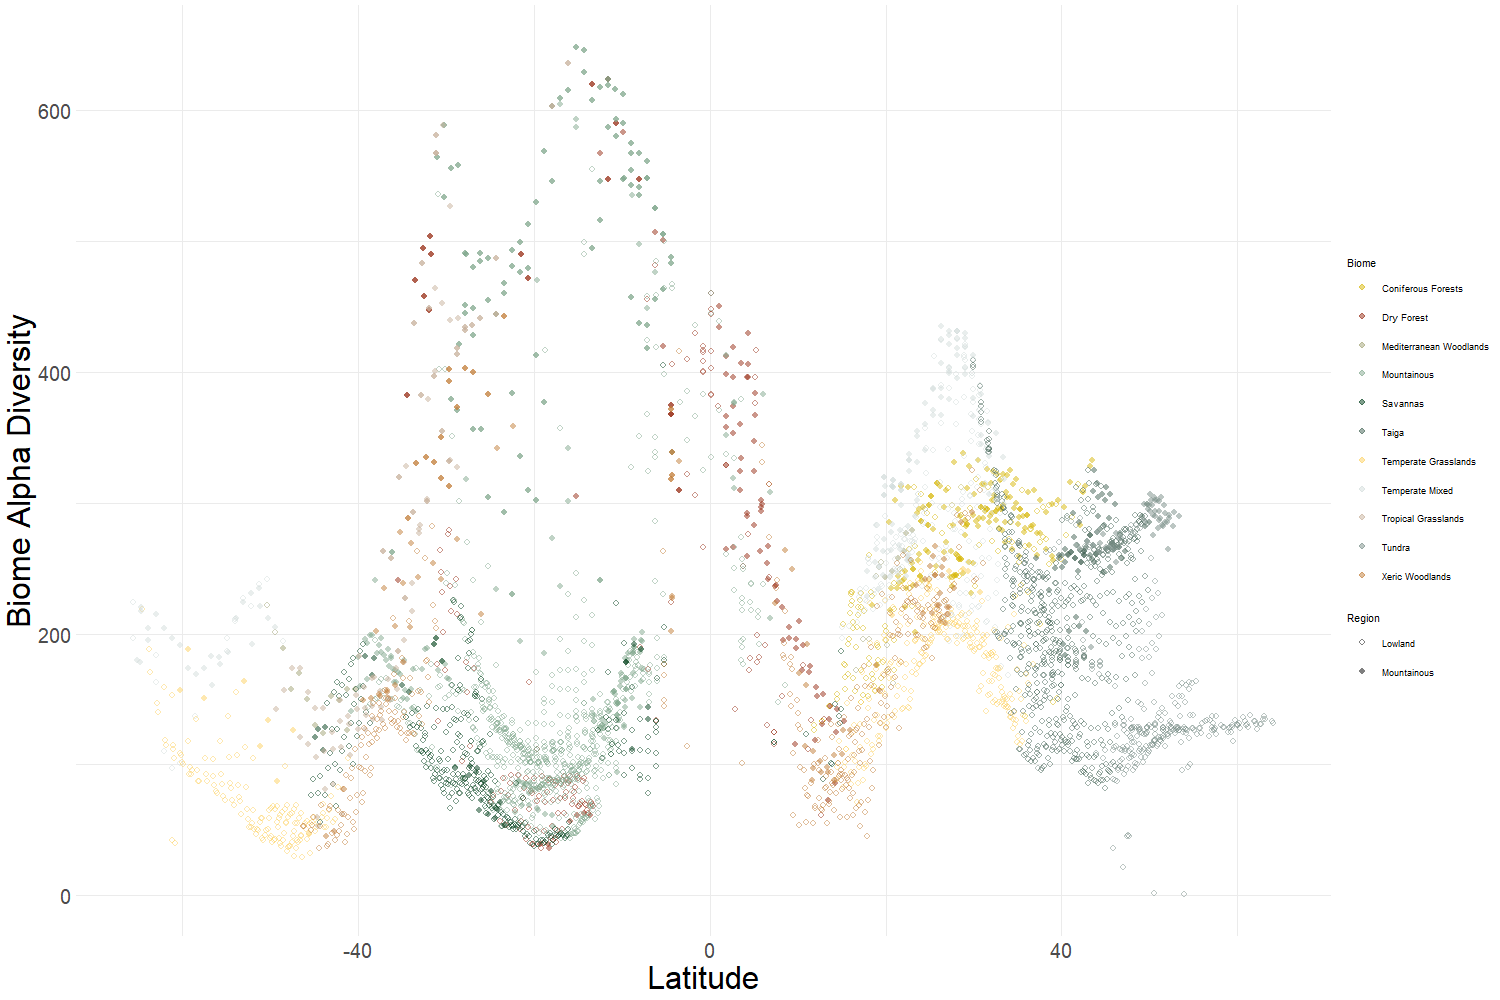 Biome Alpha Diversity
600
400
200
0
-40
0
40
Latitude
Biome
Coniferous Forests
Dry Forest
Mediterranean Woodlands
Mountainous
Savannas
Taiga
Temperate Grasslands
Temperate Mixed
Tropical Grasslands
Tundra
Xeric Woodlands
Region
Lowland
Mountainous